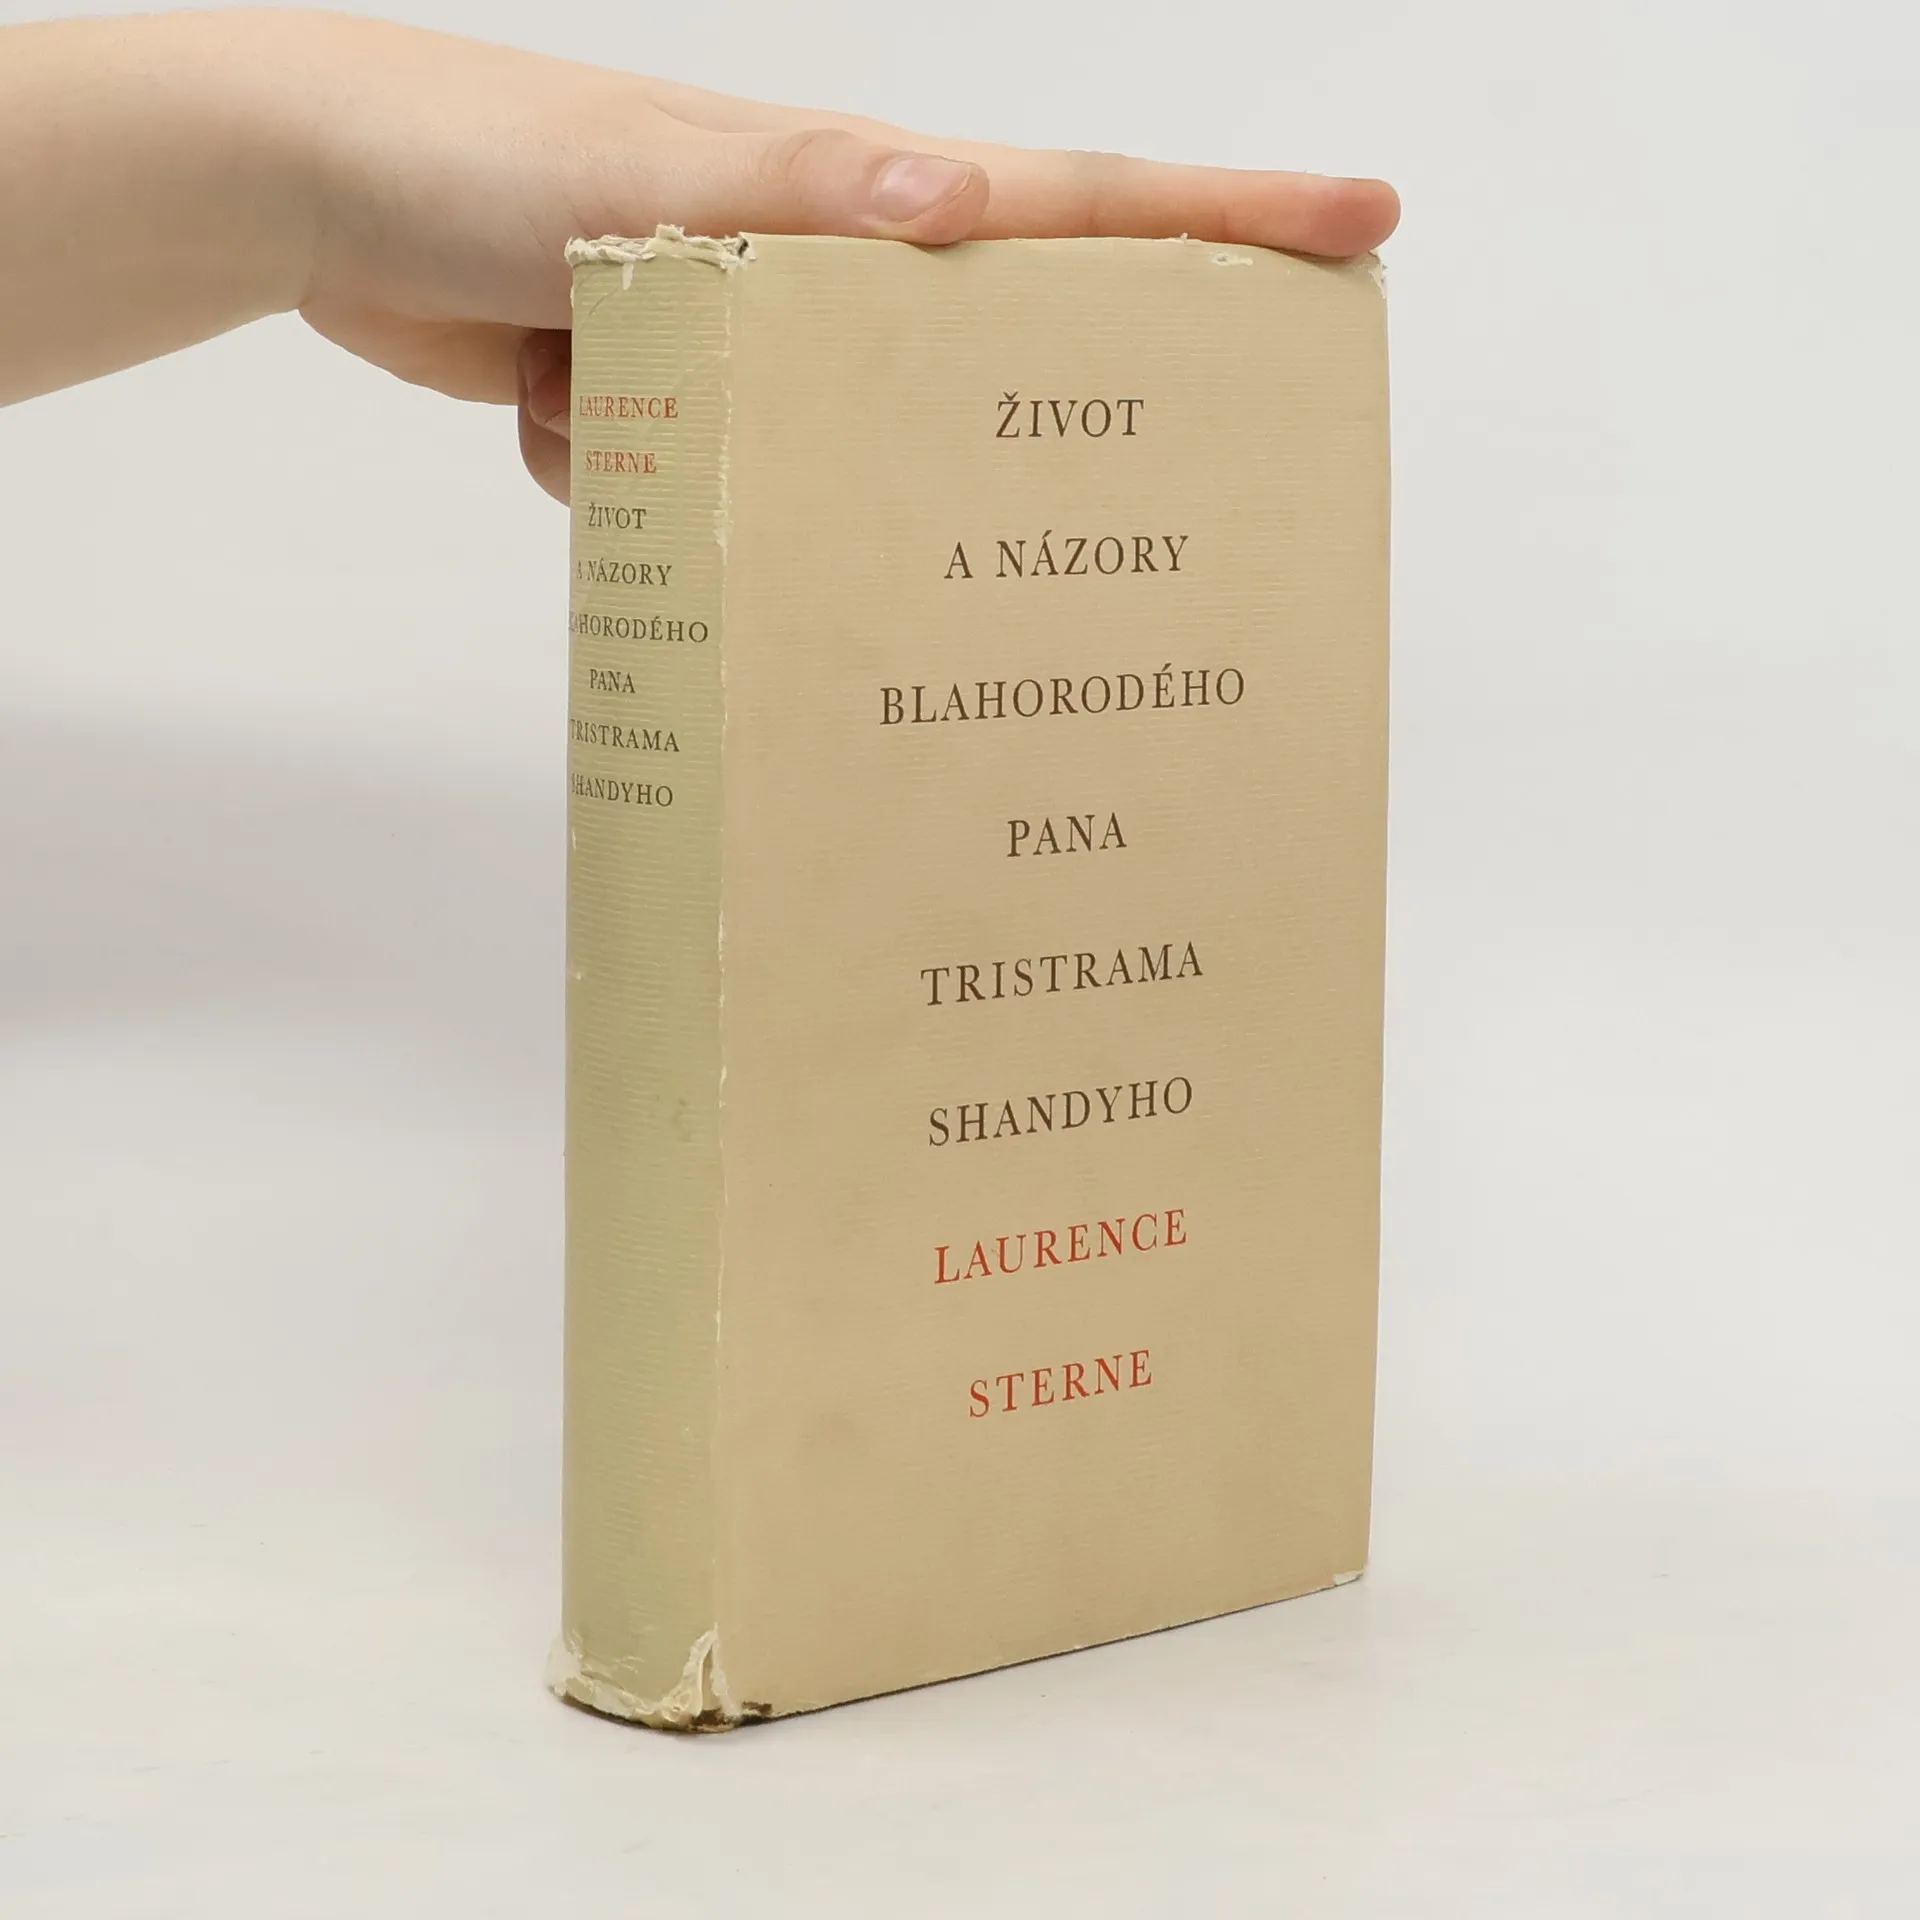 LAURENCE
STERNE
ŽIVOT
A NÁZORY
BLAHORODÉHO
PANA
TRISTRAMA
SHANDYHO
ŽIVOT
A NÁZORY
BLAHORODÉHO
PANA
TRISTRAMA
SHANDYHO
LAURENCE
STERNE